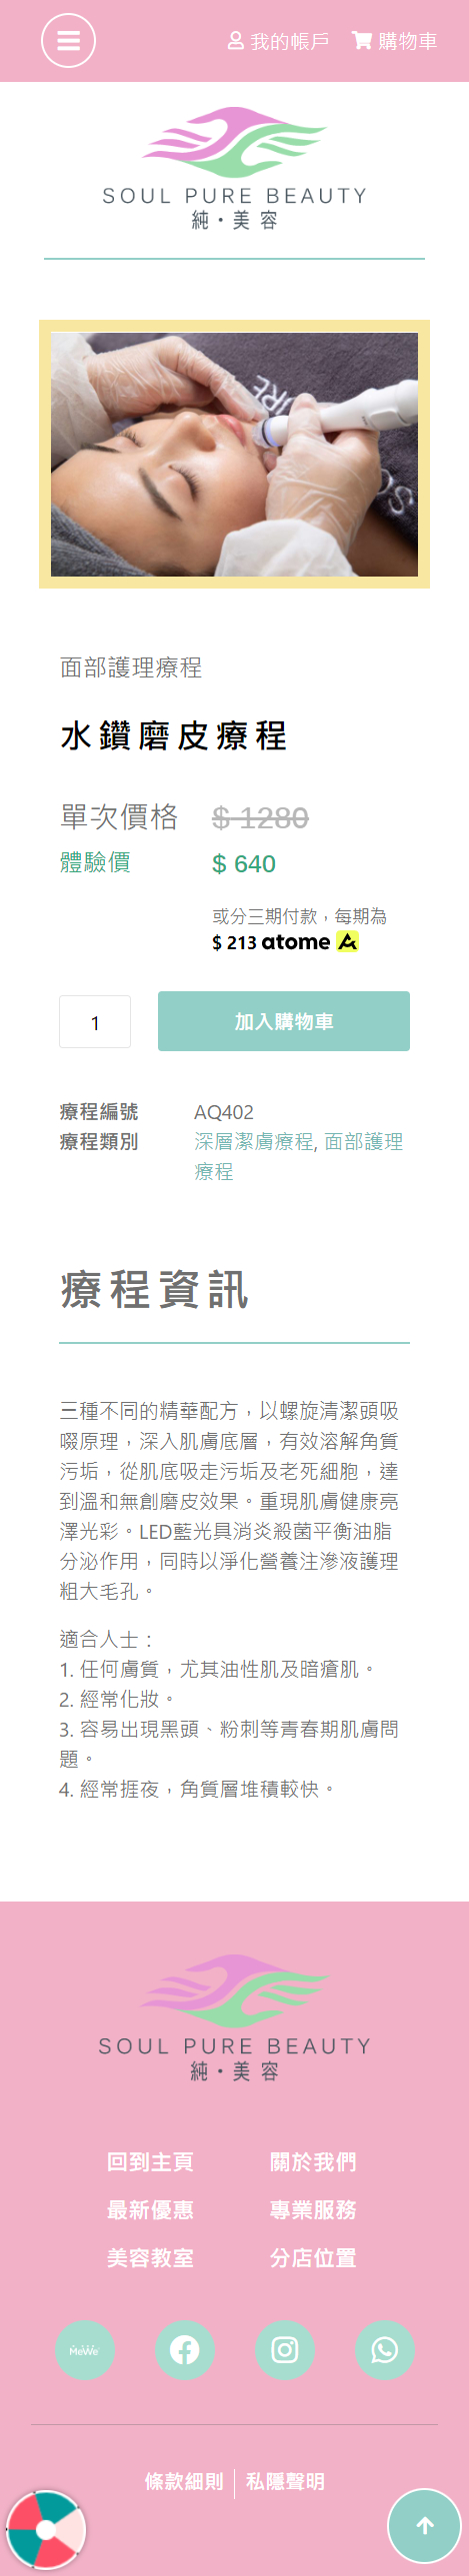 我的帳戶 購物車
SOUL PURE BEAUTY
純・美 容
面部護理療程
水鑽磨皮療程
單次價格 $ 1280
體驗價 $ 640
或分三期付款，每期為
$ 213 atome
1 加入購物車
療程編號 AQ402
療程類別 深層潔膚療程, 面部護理
療程
療程資訊
三種不同的精華配方，以螺旋清潔頭吸
啜原理，深入肌膚底層，有效溶解角質
污垢，從肌底吸走污垢及老死細胞，達
到溫和無創磨皮效果。重現肌膚健康亮
澤光彩。LED藍光具消炎殺菌平衡油脂
分泌作用，同時以淨化營養注滲液護理
粗大毛孔。
適合人士：
1. 任何膚質，尤其油性肌及暗瘡肌。
2. 經常化妝。
3. 容易出現黑頭、粉刺等青春期肌膚問
題。
4. 經常捱夜，角質層堆積較快。
SOUL PURE BEAUTY
純・美 容
回到主頁 關於我們
最新優惠 專業服務
美容教室 分店位置
MeWe
條款細則 私隱聲明